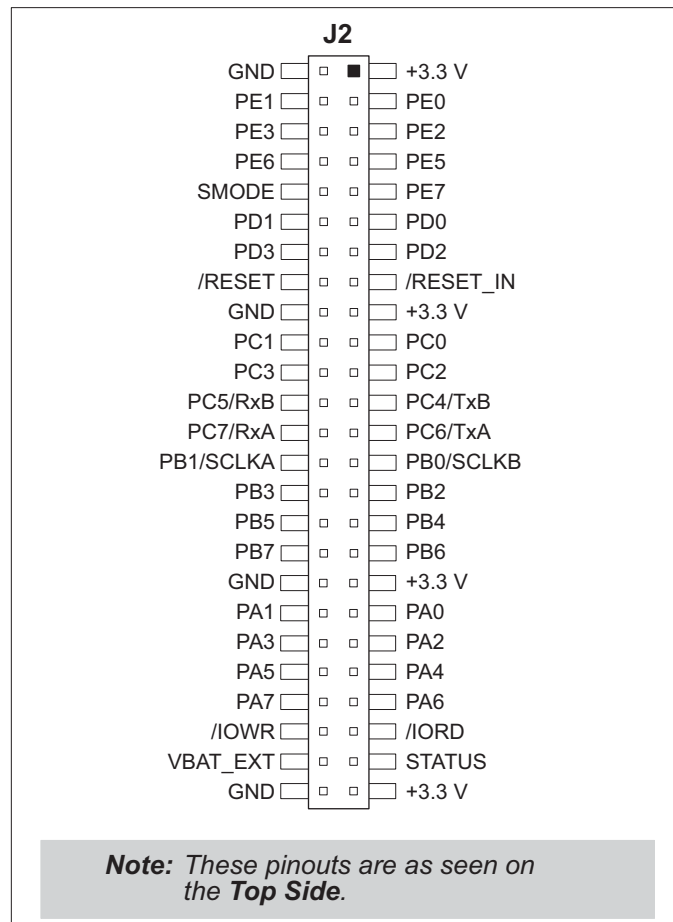 J2
GND +3.3 V
PE1 PE0
PE3 PE2
PE6 PE5
SMODE PE7
PD1 PD0
PD3 PD2
/RESET /RESET_IN
GND +3.3 V
PC1 PC0
PC3 PC2
PC5/RxB PC4/TxB
PC7/RxA PC6/TxA
PB1/SCLKA PB0/SCLKB
PB3 PB2
PB5 PB4
PB7 PB6
GND +3.3 V
PA1 PA0
PA3 PA2
PA5 PA4
PA7 PA6
/IOWR /IORD
VBAT_EXT STATUS
GND +3.3 V
Note: These pinouts are as seen on
the Top Side.